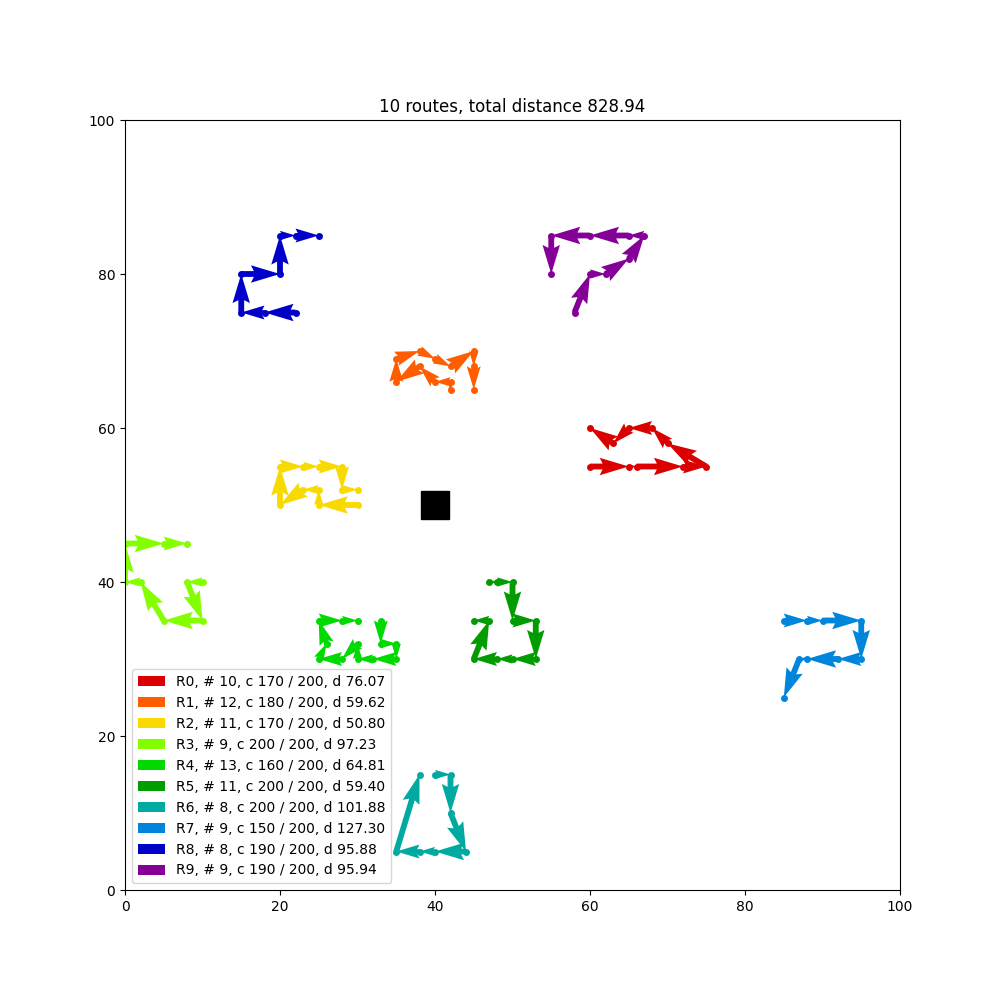 10 routes, total distance 828.94
100
80
60
40
20
0
R0, # 10, c 170 / 200, d 76.07
R1, # 12, c 180 / 200, d 59.62
R2, # 11, c 170 / 200, d 50.80
R3, # 9, c 200 / 200, d 97.23
R4, # 13, c 160 / 200, d 64.81
R5, # 11, c 200 / 200, d 59.40
R6, # 8, c 200 / 200, d 101.88
R7, # 9, c 150 / 200, d 127.30
R8, # 8, c 190 / 200, d 95.88
R9, # 9, c 190 / 200, d 95.94
0 20 40 60 80 100